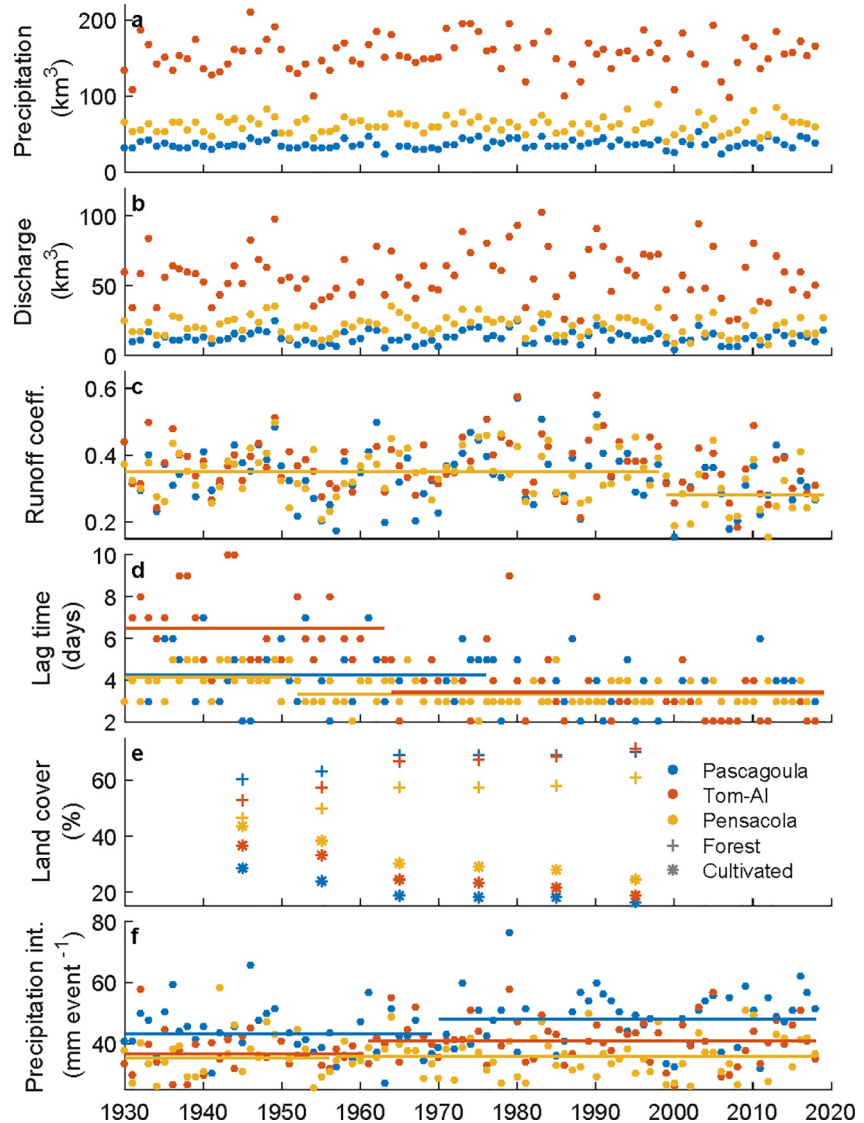 a
200
100
0
Precipitation
(km³)
b
100
50
0
Discharge
(km³)
c
0.6
0.4
0.2
Runoff coeff.
d
10
8
6
4
2
Lag time
(days)
e
60
40
20
Land cover
(%)
Pascagoula
Tom-Al
Pensacola
Forest
Cultivated
f
80
60
40
Precipitation int.
(mm event⁻¹)
1930 1940 1950 1960 1970 1980 1990 2000 2010 2020